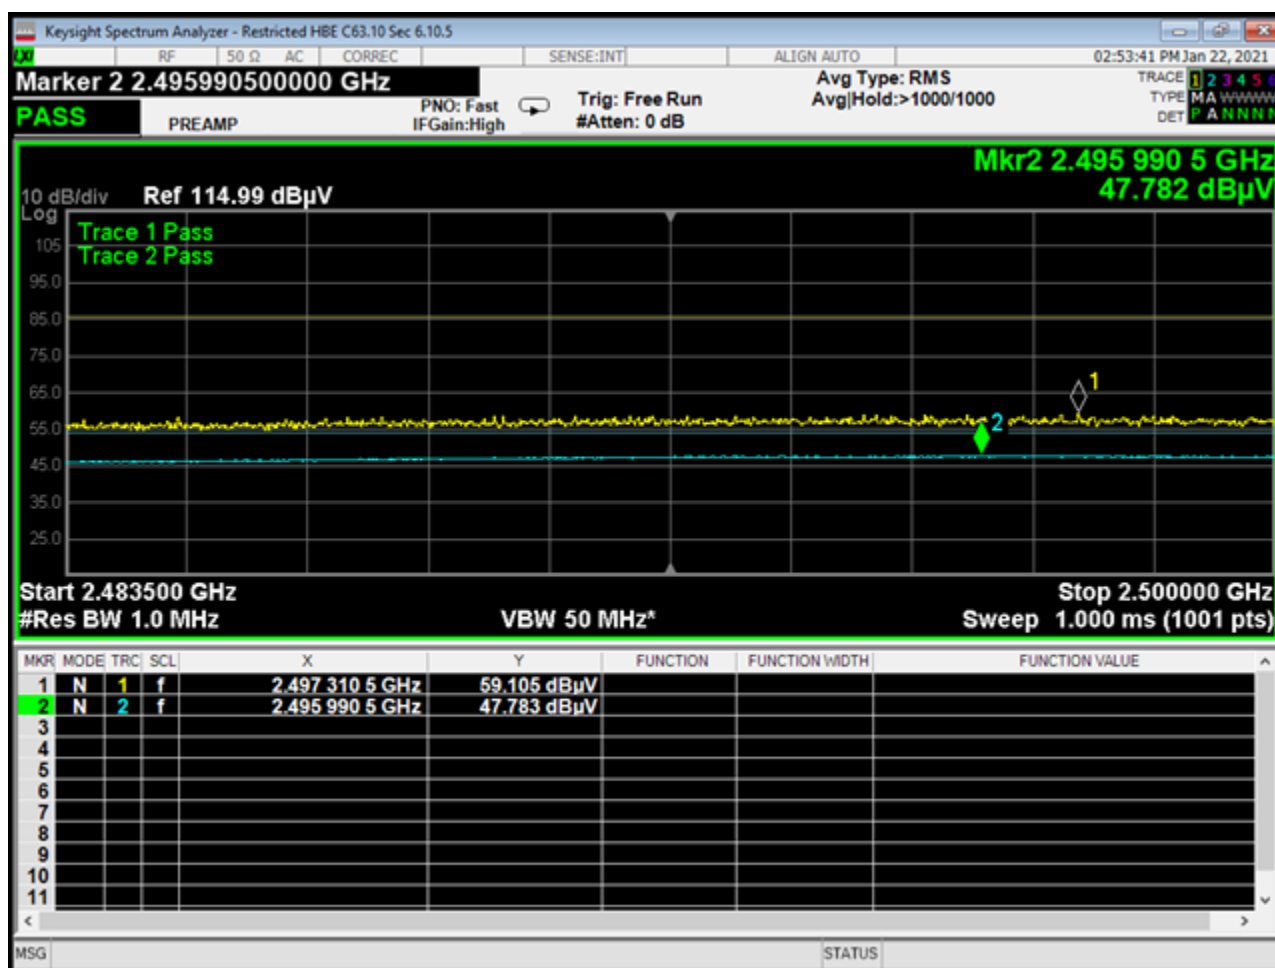 Keysight Spectrum Analyzer - Restricted HBE C63.10 Sec 6.10.5
LXI RF 50 Ω AC CORREC SENSE:INT ALIGN AUTO 02:53:41 PM Jan 22, 2021
Marker 2 2.495990500000 GHz
PASS PREAMP
PNO: Fast
IFGain:High
Trig: Free Run
#Atten: 0 dB
Avg Type: RMS
Avg|Hold:>1000/1000
TRACE 1 2 3 4 5 6
TYPE M A W W W W
DET P A N N N N
Mkr2 2.495 990 5 GHz
47.782 dBµV
10 dB/div Ref 114.99 dBµV
Log
Trace 1 Pass
Trace 2 Pass
105
95.0
85.0
75.0
65.0
55.0
45.0
35.0
25.0
1
2
Start 2.483500 GHz Stop 2.500000 GHz
#Res BW 1.0 MHz VBW 50 MHz* Sweep 1.000 ms (1001 pts)
MKR MODE TRC SCL X Y FUNCTION FUNCTION WIDTH FUNCTION VALUE
1 N 1 f 2.497 310 5 GHz 59.105 dBµV
2 N 2 f 2.495 990 5 GHz 47.783 dBµV
3
4
5
6
7
8
9
10
11
MSG STATUS